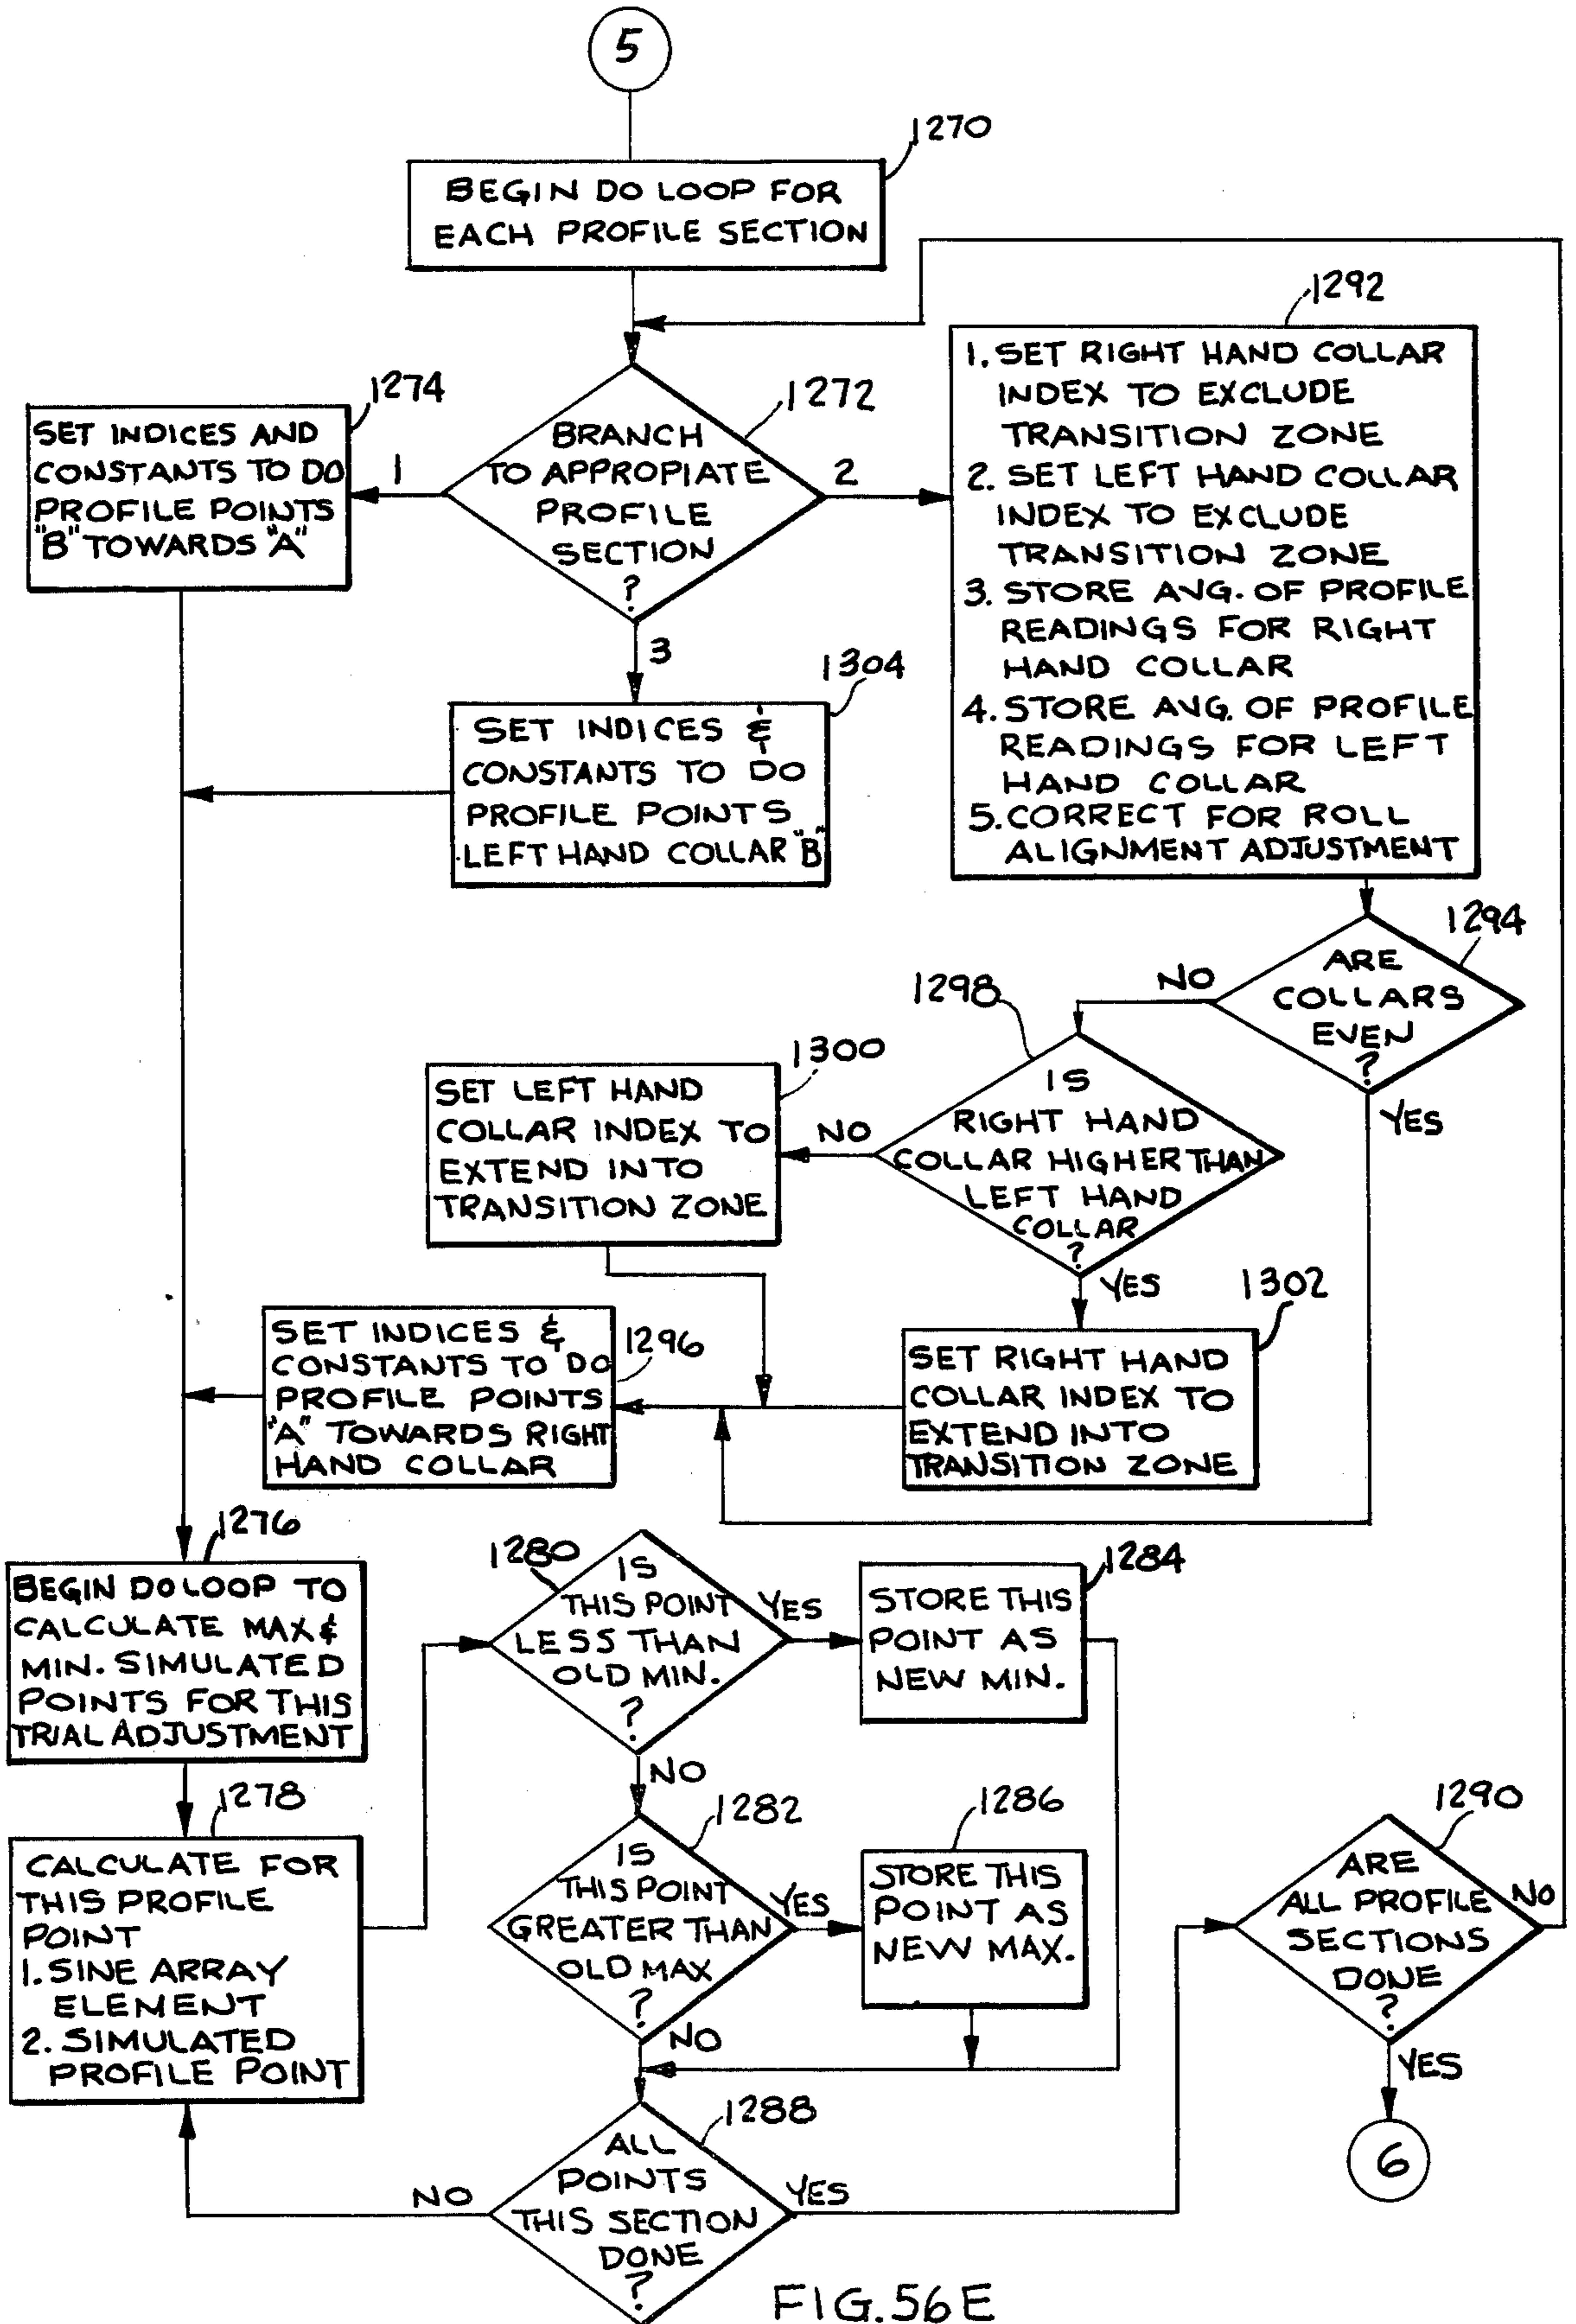 5
1270
BEGIN DO LOOP FOR
EACH PROFILE SECTION
1272
BRANCH
TO APPROPIATE
PROFILE
SECTION
?
1
2
3
1274
SET INDICES AND
CONSTANTS TO DO
PROFILE POINTS
"B" TOWARDS "A"
1292
1. SET RIGHT HAND COLLAR
INDEX TO EXCLUDE
TRANSITION ZONE
2. SET LEFT HAND COLLAR
INDEX TO EXCLUDE
TRANSITION ZONE
3. STORE AVG. OF PROFILE
READINGS FOR RIGHT
HAND COLLAR
4. STORE AVG. OF PROFILE
READINGS FOR LEFT
HAND COLLAR
5. CORRECT FOR ROLL
ALIGNMENT ADJUSTMENT
1304
SET INDICES &
CONSTANTS TO DO
PROFILE POINTS
LEFT HAND COLLAR "B"
1294
ARE
COLLARS
EVEN
?
NO
YES
1298
IS
RIGHT HAND
COLLAR HIGHER THAN
LEFT HAND
COLLAR
?
NO
YES
1300
SET LEFT HAND
COLLAR INDEX TO
EXTEND INTO
TRANSITION ZONE
1302
SET RIGHT HAND
COLLAR INDEX TO
EXTEND INTO
TRANSITION ZONE
1296
SET INDICES &
CONSTANTS TO DO
PROFILE POINTS
"A" TOWARDS RIGHT
HAND COLLAR
1276
BEGIN DO LOOP TO
CALCULATE MAX &
MIN. SIMULATED
POINTS FOR THIS
TRIAL ADJUSTMENT
1278
CALCULATE FOR
THIS PROFILE
POINT
1. SINE ARRAY
ELEMENT
2. SIMULATED
PROFILE POINT
1280
IS
THIS POINT
LESS THAN
OLD MIN.
?
YES
NO
1284
STORE THIS
POINT AS
NEW MIN.
1282
IS
THIS POINT
GREATER THAN
OLD MAX
?
YES
NO
1286
STORE THIS
POINT AS
NEW MAX.
1288
ALL
POINTS
THIS SECTION
DONE
?
NO
YES
1290
ARE
ALL PROFILE
SECTIONS
DONE
?
NO
YES
6
FIG. 56E